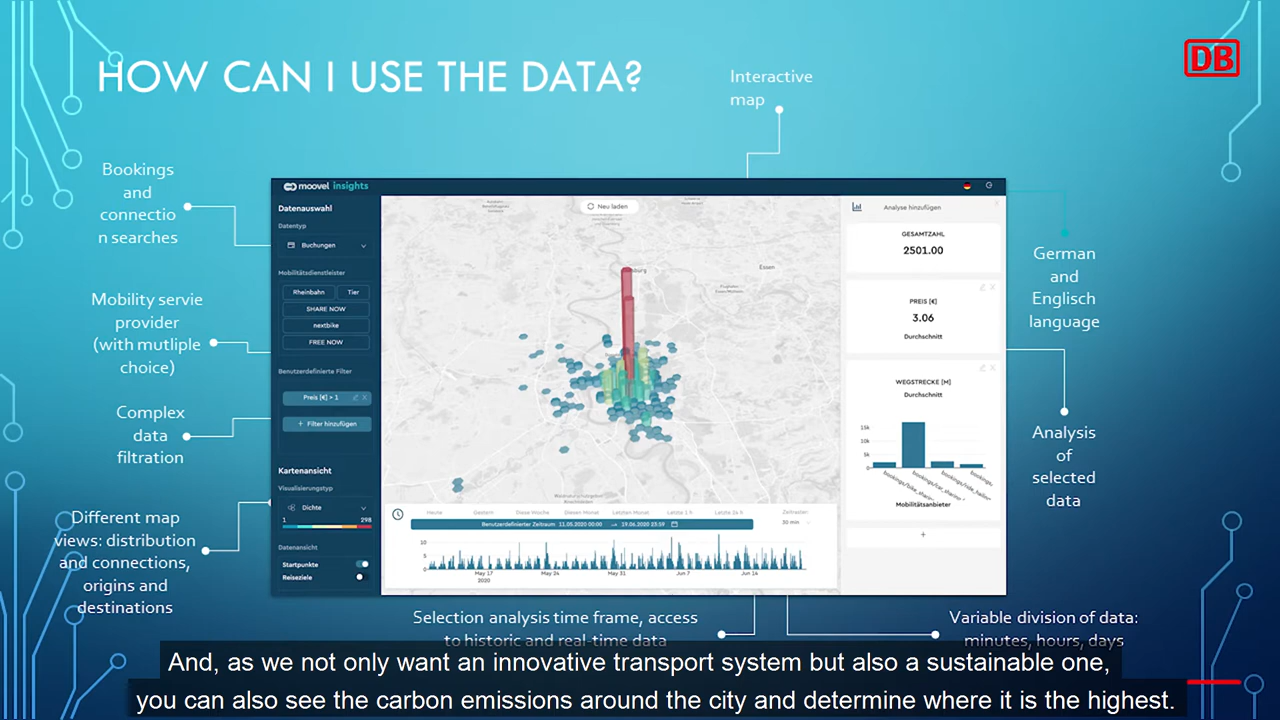 HOW CAN I USE THE DATA?
DB
Interactive
map
Bookings
and
connectio
n searches
Mobility servie
provider
(with mutliple
choice)
Complex
data
filtration
Different map
views: distribution
and connections,
origins and
destinations
moovel insights
Datenauswahl
Datentyp
Buchungen
Mobilitätsdienstleister
Rheinbahn
Tier
SHARE NOW
nextbike
FREE NOW
Benutzerdefinierte Filter
Preis [€] > 1
+ Filter hinzufügen
Kartenansicht
Visualisierungstyp
Dichte
1 298
Datenansicht
Startpunkte
Reiseziele
Neu laden
Essen
Heute Gestern Diese Woche Diesen Monat Letzten Monat Letzte 1 h Letzte 24 h
Benutzerdefinierter Zeitraum 11.05.2020 00:00 → 19.06.2020 23:59
Zeitraster:
30 min
10
5
0
May 17
2020
May 24
May 31
Jun 7
Jun 14
Analyse hinzufügen
GESAMTZAHL
2501.00
PREIS [€]
3.06
Durchschnitt
WEGSTRECKE [M]
Durchschnitt
15k
10k
5k
0
Mobilitätsanbieter
+
German
and
Englisch
language
Analysis
of
selected
data
Selection analysis time frame, access
to historic and real-time data
Variable division of data:
minutes, hours, days
And, as we not only want an innovative transport system but also a sustainable one,
you can also see the carbon emissions around the city and determine where it is the highest.